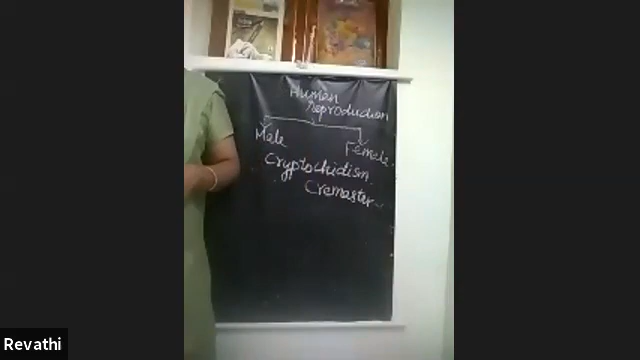 Human
reproduction
Male
Female
Cryptochidism
Cremaster
Revathi